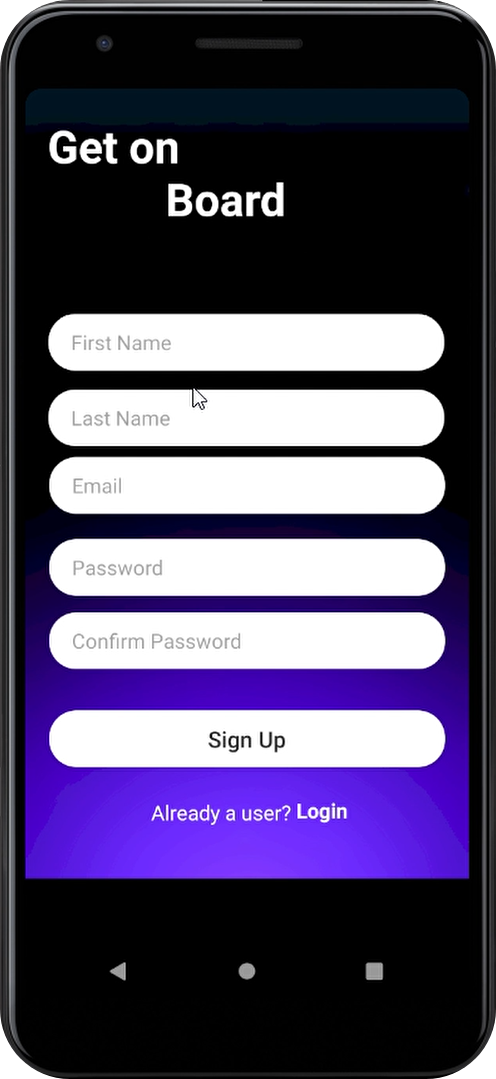 Get on
Board
First Name
Last Name
Email
Password
Confirm Password
Sign Up
Already a user? Login